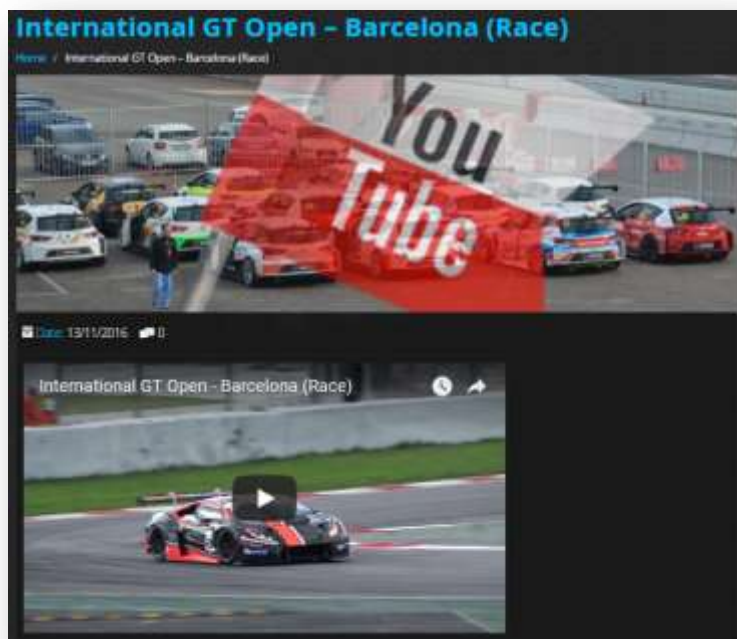 International GT Open – Barcelona (Race)
Home / International GT Open – Barcelona (Race)
You
Tube
Date: 13/11/2016 0
International GT Open - Barcelona (Race)